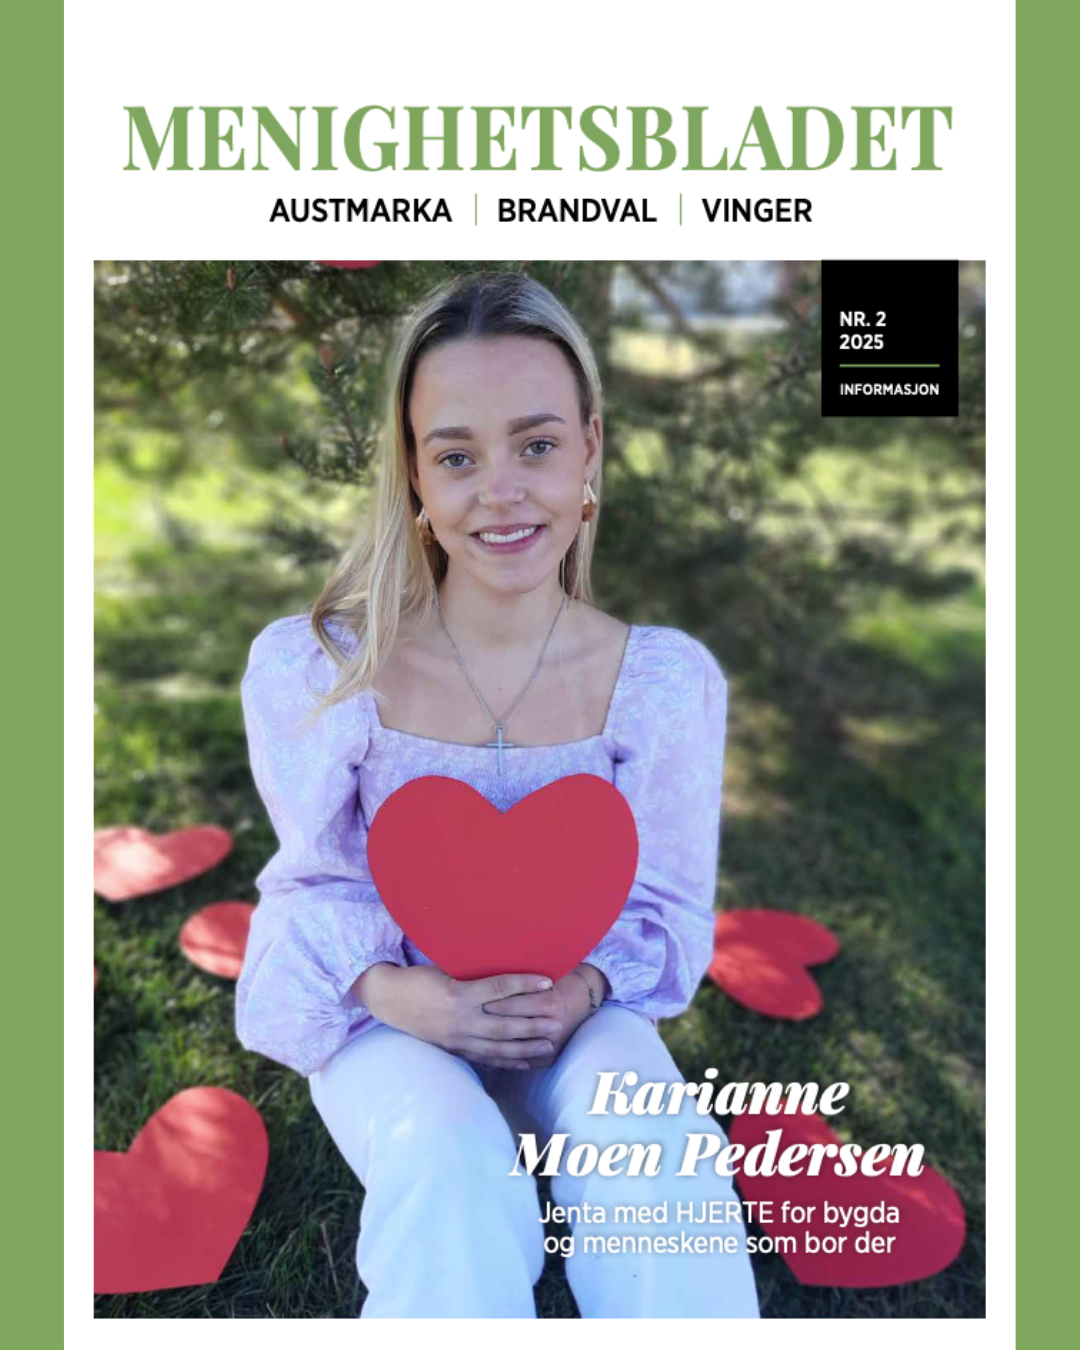 MENIGHETSBLADET
AUSTMARKA | BRANDVAL | VINGER
NR. 2
2025
INFORMASJON
Karianne
Moen Pedersen
Jenta med HJERTE for bygda
og menneskene som bor der